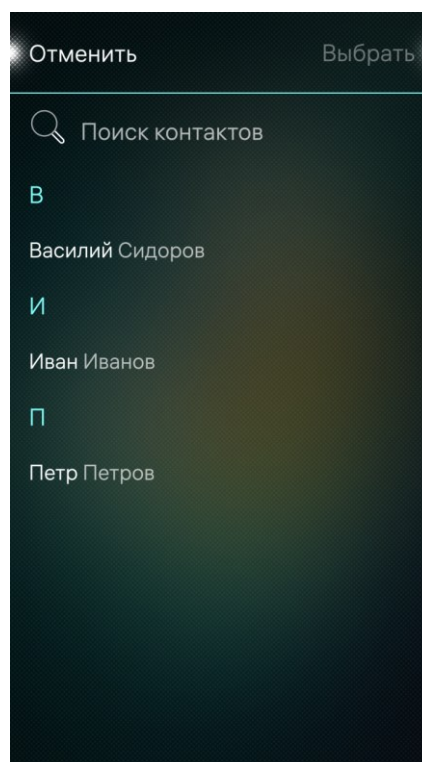 Отменить Выбрать
Поиск контактов
В
Василий Сидоров
И
Иван Иванов
П
Петр Петров